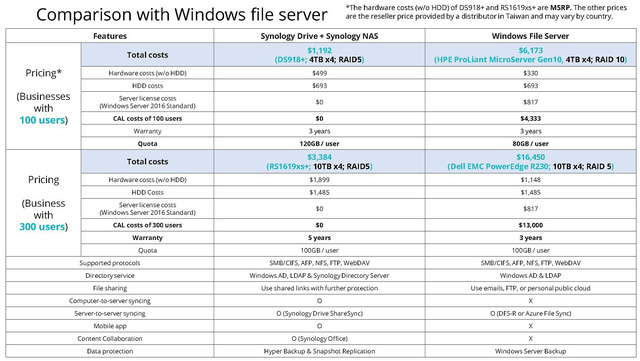 Comparison with Windows file server
*The hardware costs (w/o HDD) of DS918+ and RS1619xs+ are MSRP. The other prices
are the reseller price provided by a distributor in Taiwan and may vary by country.
Features Synology Drive + Synology NAS Windows File Server
Pricing*
(Businesses
with
100 users)
Total costs $1,192 $6,173
(DS918+; 4TB x4; RAID5) (HPE ProLiant MicroServer Gen10, 4TB x4; RAID 10)
Hardware costs (w/o HDD) $499 $330
HDD costs $693 $693
Server license costs
(Windows Server 2016 Standard) $0 $817
CAL costs of 100 users $0 $4,333
Warranty 3 years 3 years
Quota 120GB / user 80GB / user
Pricing
(Business
with
300 users)
Total costs $3,384 $16,450
(RS1619xs+; 10TB x4; RAID5) (Dell EMC PowerEdge R230; 10TB x4; RAID 5)
Hardware costs (w/o HDD) $1,899 $1,148
HDD Costs $1,485 $1,485
Server license costs
(Windows Server 2016 Standard) $0 $817
CAL costs of 300 users $0 $13,000
Warranty 5 years 3 years
Quota 100GB / user 100GB / user
Supported protocols SMB/CIFS, AFP, NFS, FTP, WebDAV SMB/CIFS, AFP, NFS, FTP, WebDAV
Directory service Windows AD, LDAP & Synology Directory Server Windows AD & LDAP
File sharing Use shared links with further protection Use emails, FTP, or personal public cloud
Computer-to-server syncing O X
Server-to-server syncing O (Synology Drive ShareSync) O (DFS-R or Azure File Sync)
Mobile app O X
Content Collaboration O (Synology Office) X
Data protection Hyper Backup & Snapshot Replication Windows Server Backup